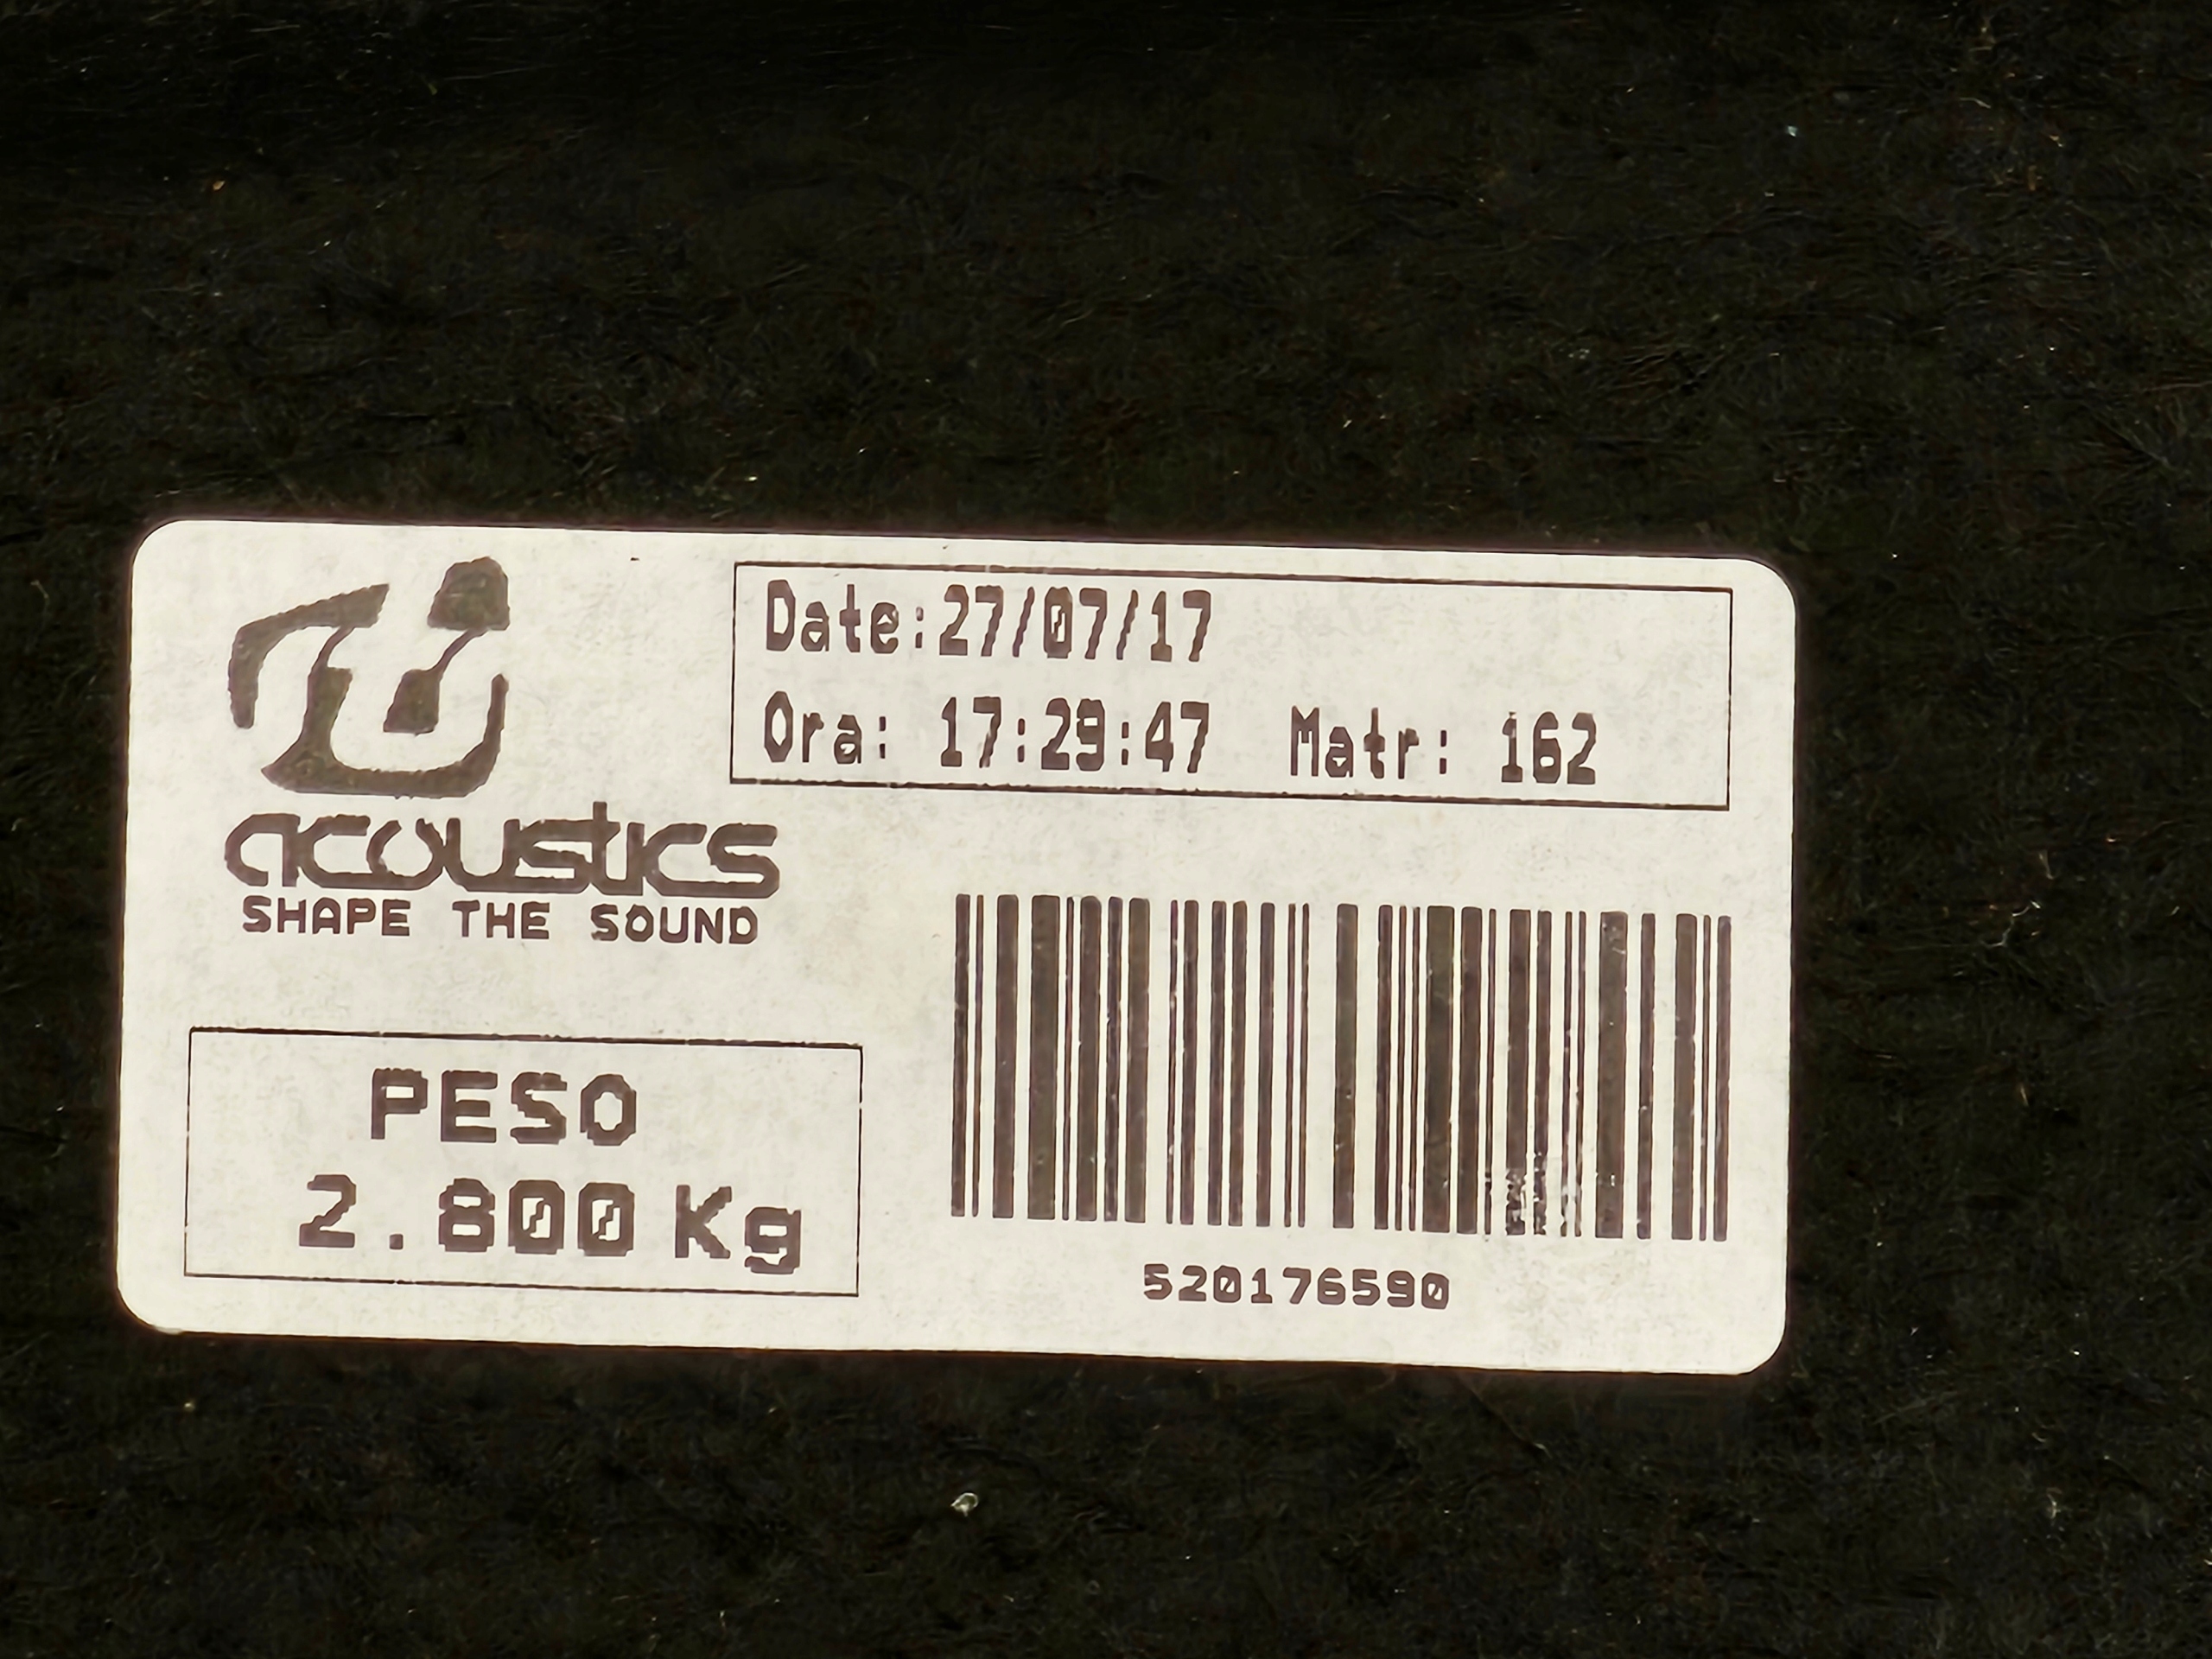 Date:27/07/17
Ora: 17:29:47 Matr: 162
acoustics
SHAPE THE SOUND
PESO
2.800 Kg
520176590